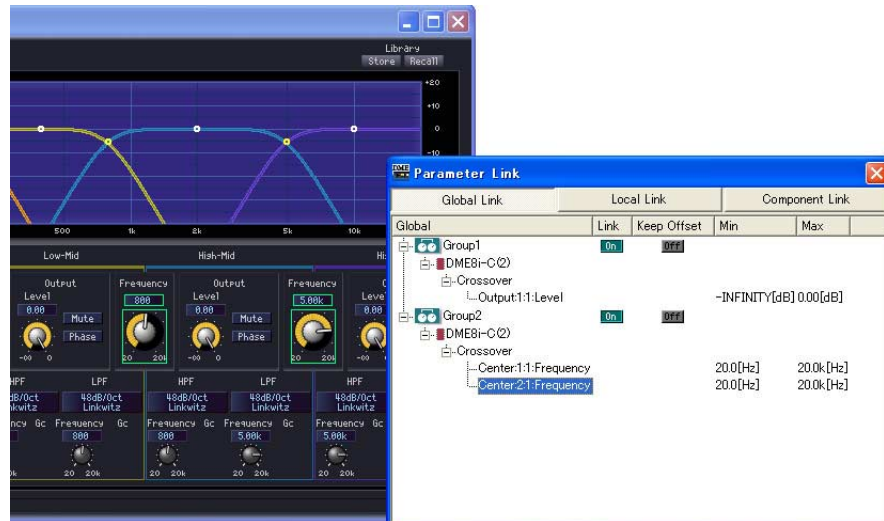 Library
Store Recall
+20
+10
0
-10
500 1k 2k 5k 10k
Low-Mid High-Mid
Output Frequency Output Frequency
Level 800 Level 5.00k
0.00 Mute 0.00 Mute
Phase Phase
-∞ 0 20 20k -∞ 0 20 20k
HPF LPF HPF LPF HPF
48dB/Oct 48dB/Oct 48dB/Oct 48dB/Oct
Linkwitz Linkwitz Linkwitz Linkwitz
Gc Frequency Gc Frequency Gc Frequency Gc Frequency
800 800 5.00k 5.00k
20 20k 20 20k 20 20k 20 20k
Parameter Link
Global Link Local Link Component Link
Global Link Keep Offset Min Max
Group1 On Off
DME8i-C(2)
Crossover
Output:1:1:Level -INFINITY[dB] 0.00[dB]
Group2 On Off
DME8i-C(2)
Crossover
Center:1:1:Frequency 20.0[Hz] 20.0k[Hz]
Center:2:1:Frequency 20.0[Hz] 20.0k[Hz]